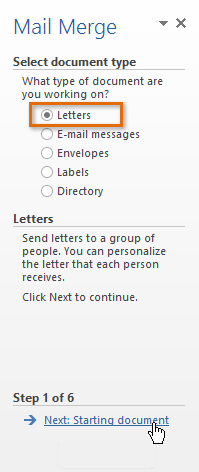 Mail Merge
Select document type
What type of document are
you working on?
Letters
E-mail messages
Envelopes
Labels
Directory
Letters
Send letters to a group of
people. You can personalize
the letter that each person
receives.
Click Next to continue.
Step 1 of 6
Next: Starting document